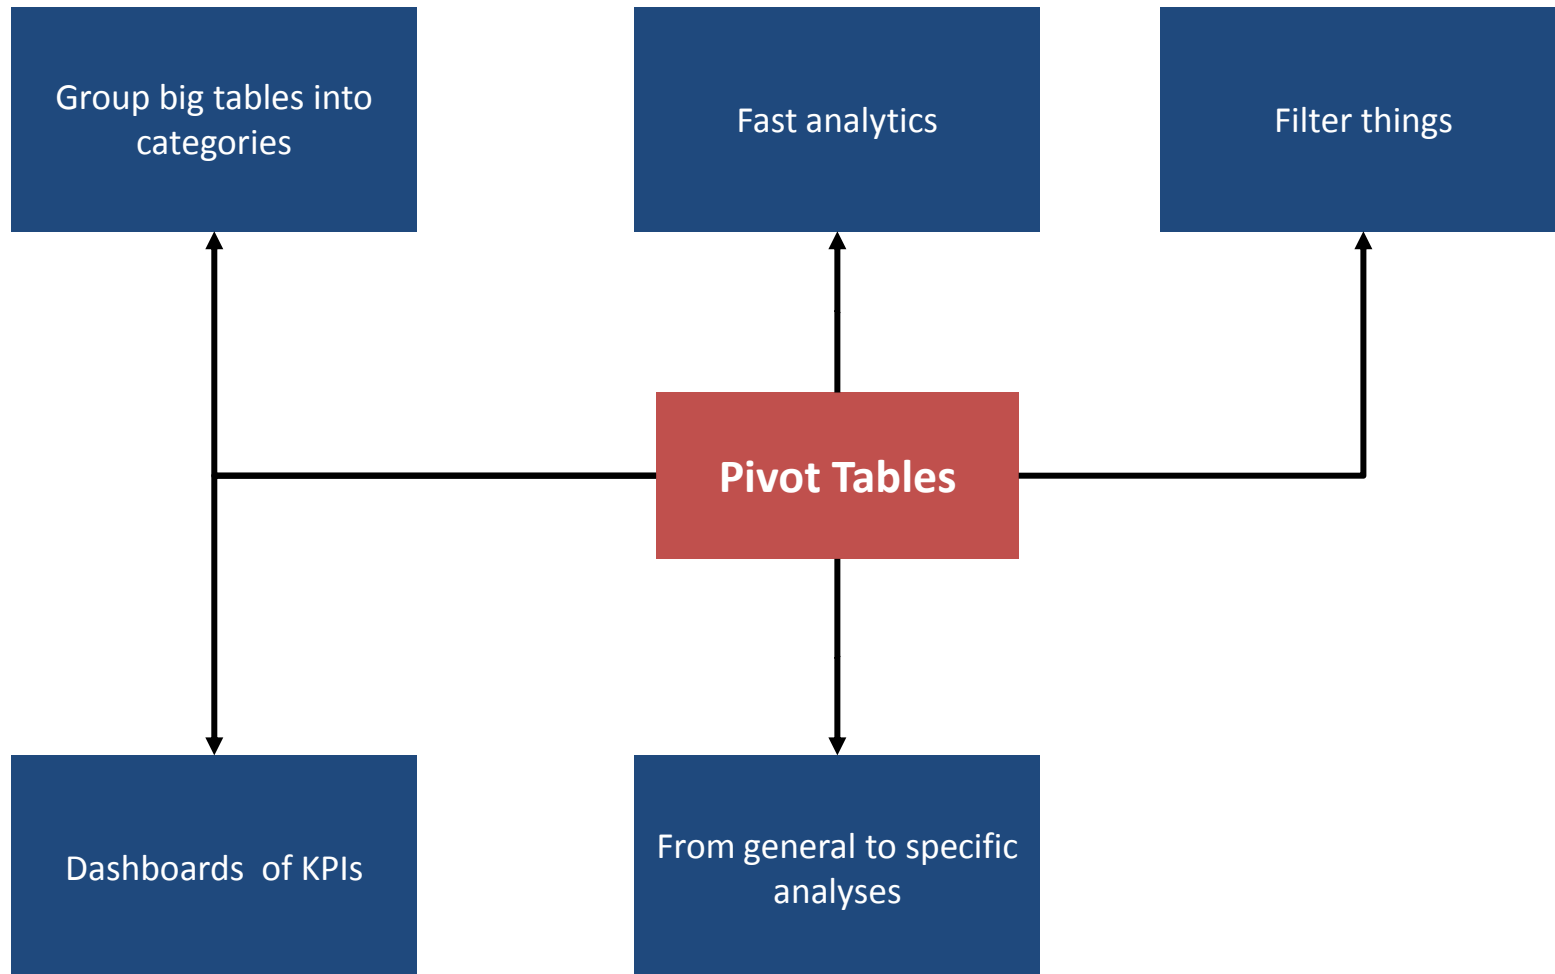 Group big tables into
categories
Fast analytics
Filter things
Pivot Tables
Dashboards  of KPIs
From general to specific
analyses